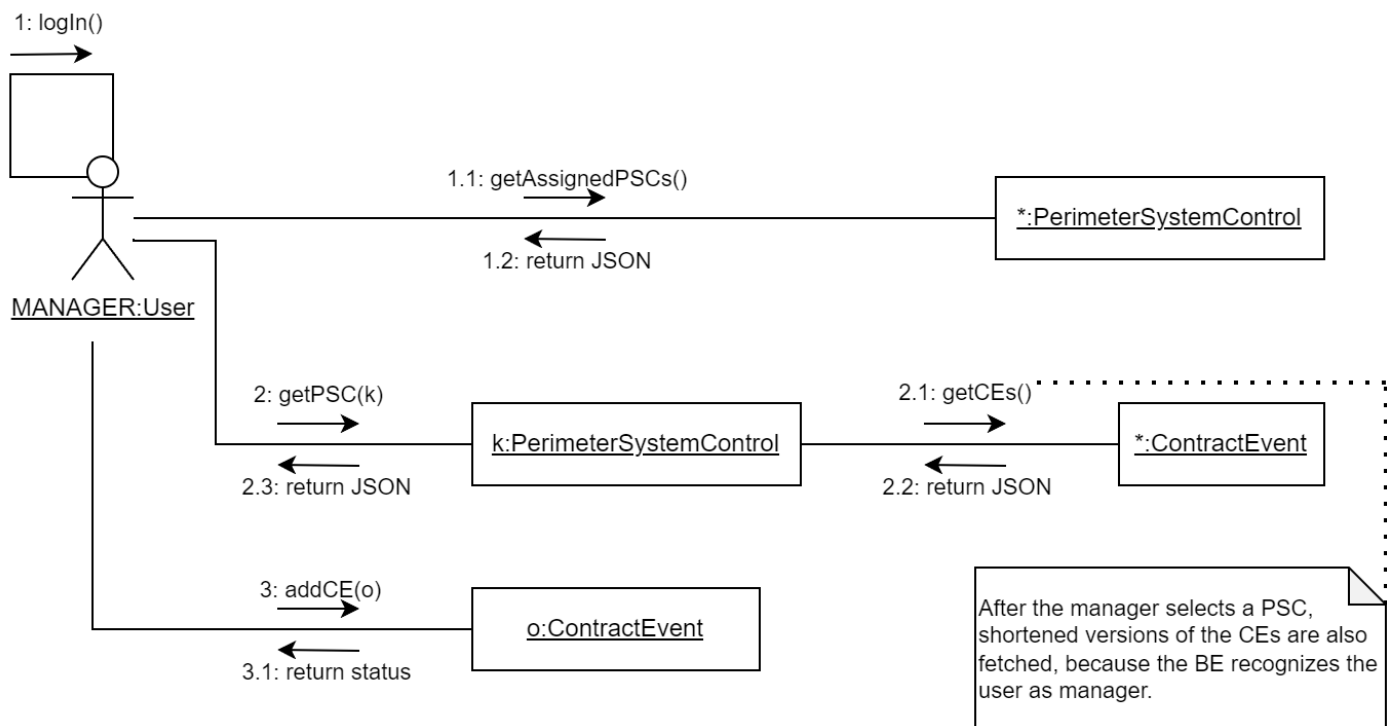 1: logIn()
1.1: getAssignedPSCs()
*:PerimeterSystemControl
1.2: return JSON
MANAGER:User
2: getPSC(k)
2.1: getCEs()
k:PerimeterSystemControl
*:ContractEvent
2.3: return JSON
2.2: return JSON
3: addCE(o)
o:ContractEvent
3.1: return status
After the manager selects a PSC,
shortened versions of the CEs are also
fetched, because the BE recognizes the
user as manager.